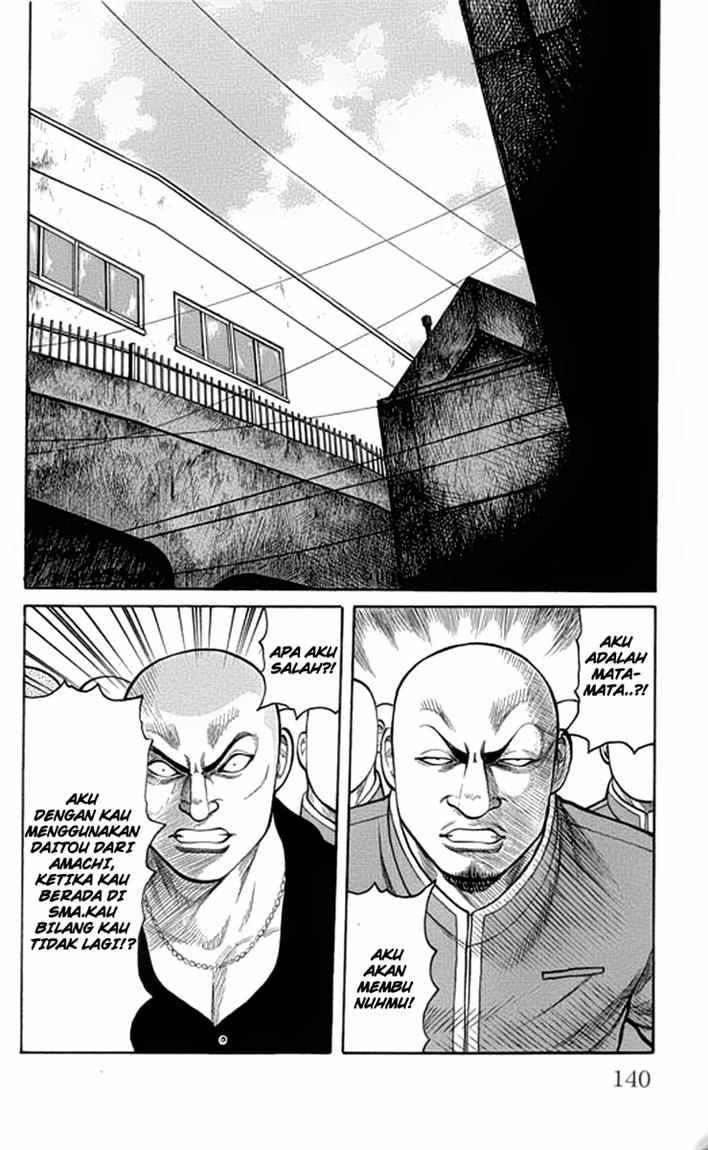 AKU
ADALAH
MATA-
MATA..?!
AKU
AKAN
MEMBU
NUHMU!
APA AKU
SALAH?!
AKU
DENGAN KAU
MENGGUNAKAN
DAITOU DARI
AMACHI,
KETIKA KAU
BERADA DI
SMA.KAU
BILANG KAU
TIDAK LAGI!?
140